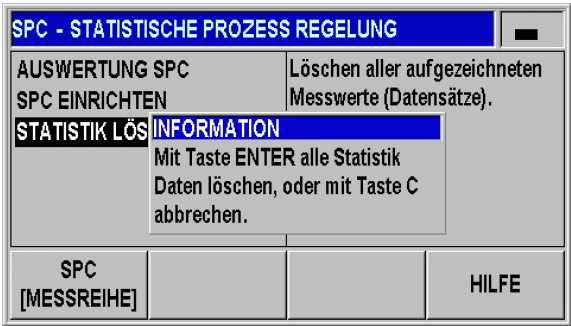 SPC - STATISTISCHE PROZESS REGELUNG
AUSWERTUNG SPC
SPC EINRICHTEN
STATISTIK LÖS
Löschen aller aufgezeichneten
Messwerte (Datensätze).
INFORMATION
Mit Taste ENTER alle Statistik
Daten löschen, oder mit Taste C
abbrechen.
SPC
[MESSREIHE]
HILFE